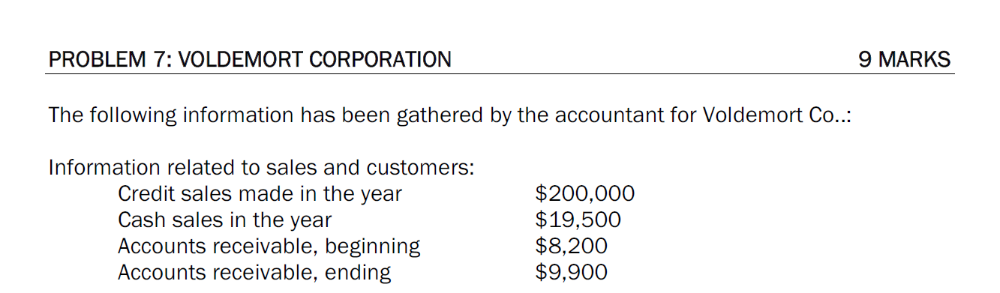 PROBLEM 7: VOLDEMORT CORPORATION 9 MARKS
The following information has been gathered by the accountant for Voldemort Co..:
Information related to sales and customers:
Credit sales made in the year $200,000
Cash sales in the year $19,500
Accounts receivable, beginning $8,200
Accounts receivable, ending $9,900